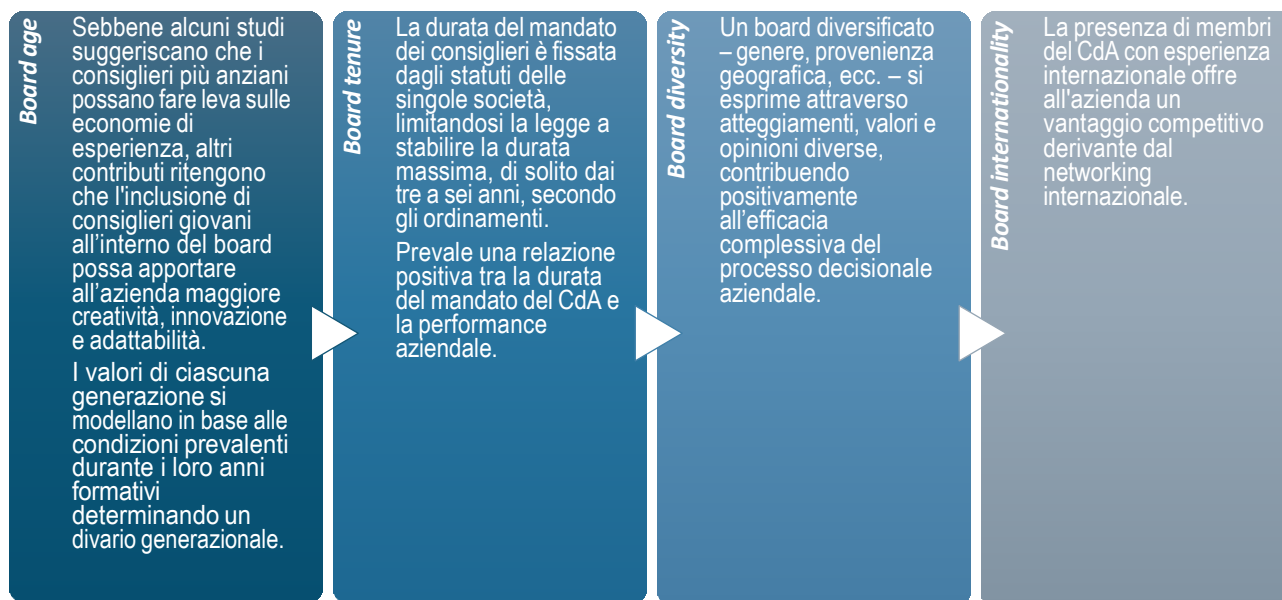 Board age
Sebbene alcuni studi
suggeriscano che i
consiglieri più anziani
possano fare leva sulle
economie di
esperienza, altri
contributi ritengono
che l'inclusione di
consiglieri giovani
all’interno del board
possa apportare
all’azienda maggiore
creatività, innovazione
e adattabilità.
I valori di ciascuna
generazione si
modellano in base alle
condizioni prevalenti
durante i loro anni
formativi
determinando un
divario generazionale.
Board tenure
La durata del mandato
dei consiglieri è fissata
dagli statuti delle
singole società,
limitandosi la legge a
stabilire la durata
massima, di solito dai
tre a sei anni, secondo
gli ordinamenti.
Prevale una relazione
positiva tra la durata
del mandato del CdA e
la performance
aziendale.
Board diversity
Un board diversificato
– genere, provenienza
geografica, ecc. – si
esprime attraverso
atteggiamenti, valori e
opinioni diverse,
contribuendo
positivamente
all’efficacia
complessiva del
processo decisionale
aziendale.
Board internationality
La presenza di membri
del CdA con esperienza
internazionale offre
all'azienda un
vantaggio competitivo
derivante dal
networking
internazionale.